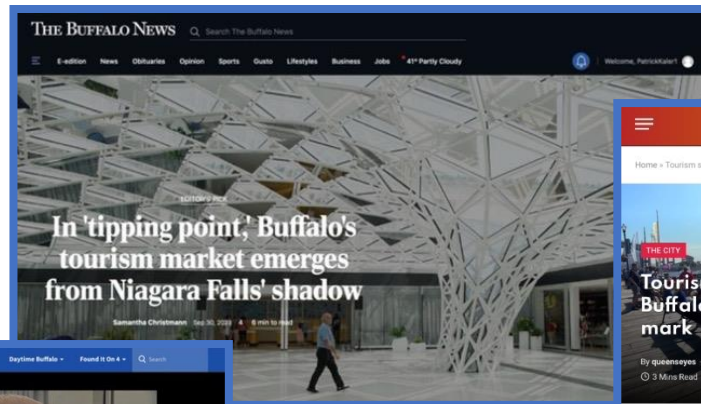 THE BUFFALO NEWS
Search The Buffalo News
E-edition News Obituaries Opinion Sports Gusto Lifestyles Business Jobs 41° Partly Cloudy
Welcome, PatrickKaler1
EDITOR'S PICK
In 'tipping point,' Buffalo's
tourism market emerges
from Niagara Falls' shadow
Samantha Christmann Sep 30, 4 6 min to read
Home » Tourism s
THE CITY
Touris
Buffalo
mark
By queenseyes
3 Mins Read
Daytime Buffalo Found It On 4 Search